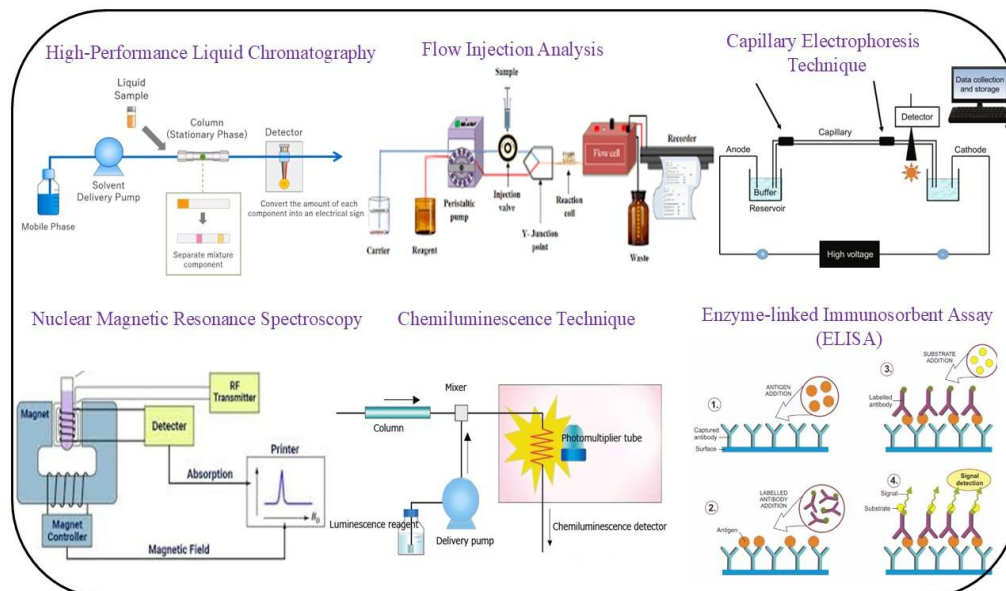 High-Performance Liquid Chromatography
Liquid
Sample
Column
(Stationary Phase)
Detector
Solvent
Delivery Pump
Mobile Phase
Convert the amount of each
component into an electrical sign
Separate mixture
component
Flow Injection Analysis
Sample
Peristaltic
pump
Injection
valve
Y- Junction
point
Reaction
coil
Flow cell
Recorder
Carrier
Reagent
Waste
Capillary Electrophoresis
Technique
Data collection
and storage
Detector
Capillary
Anode
Cathode
Buffer
Reservoir
High voltage
+
-
Nuclear Magnetic Resonance Spectroscopy
RF
Transmitter
Magnet
Detecter
Absorption
Printer
B0
Magnet
Controller
Magnetic Field
Chemiluminescence Technique
Mixer
Column
Photomultiplier tube
Luminescence reagent
Delivery pump
Chemiluminescence detector
Enzyme-linked Immunosorbent Assay
(ELISA)
1.
ANTIGEN
ADDITION
Captured
antibody
Surface
2.
LABELLED
ANTIBODY
ADDITION
Antigen
3.
SUBSTRATE
ADDITION
Labelled
antibody
4.
Signal
detection
Signal
Substrate